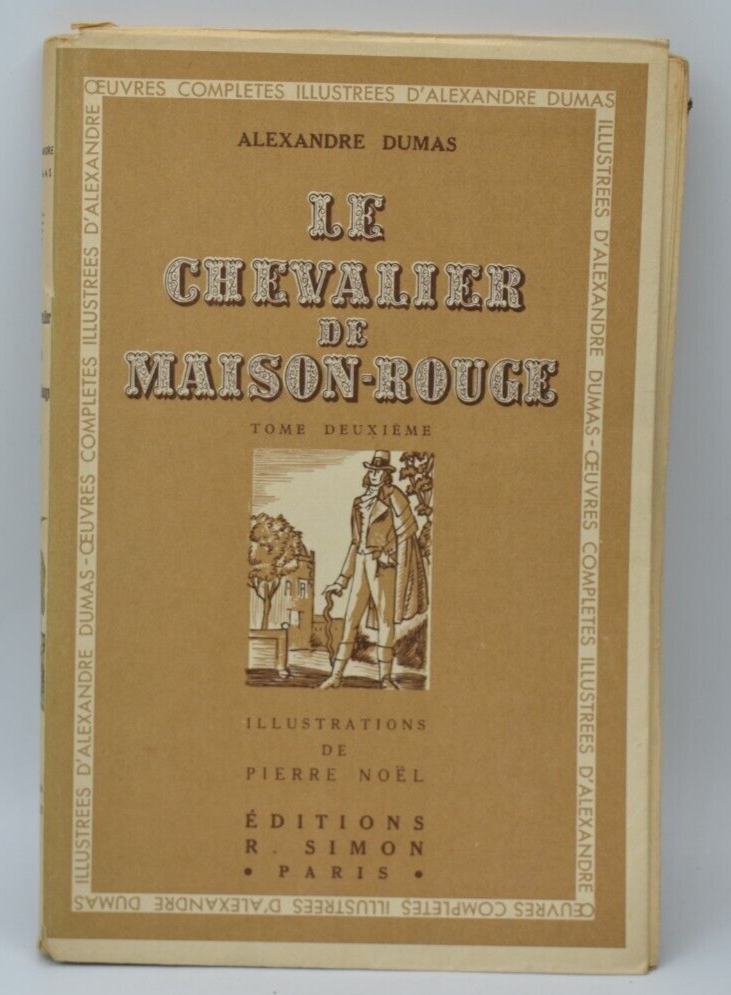 ŒUVRES COMPLETES ILLUSTREES D'ALEXANDRE DUMAS
ILLUSTREES D'ALEXANDRE DUMAS - ŒUVRES COMPLETES ILLUSTREES D'ALEXANDRE
ŒUVRES COMPLETES ILLUSTREES D'ALEXANDRE DUMAS
ILLUSTREES D'ALEXANDRE DUMAS - ŒUVRES COMPLETES ILLUSTREES D'ALEXANDRE
ALEXANDRE DUMAS
LE
CHEVALIER
DE
MAISON-ROUGE
TOME DEUXIÈME
ILLUSTRATIONS
DE
PIERRE NOËL
ÉDITIONS
R. SIMON
• PARIS •